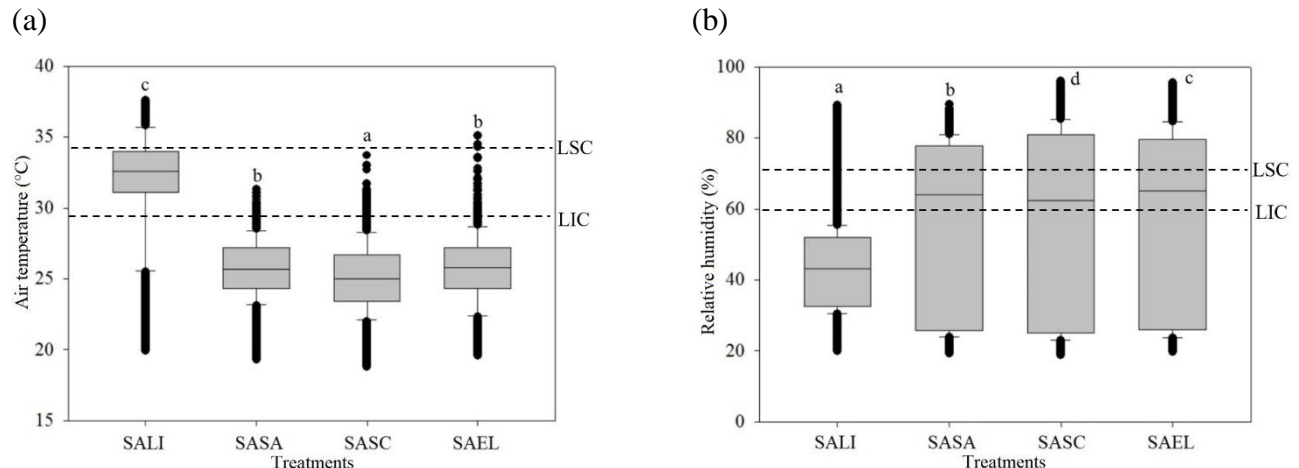 (a)
(b)
Air temperature (°C)
40
35
30
25
20
15
c
b
a
b
LSC
LIC
SALI SASA SASC SAEL
Treatments
Relative humidity (%)
100
80
60
40
20
0
a
b
d
c
LSC
LIC
SALI SASA SASC SAEL
Treatments